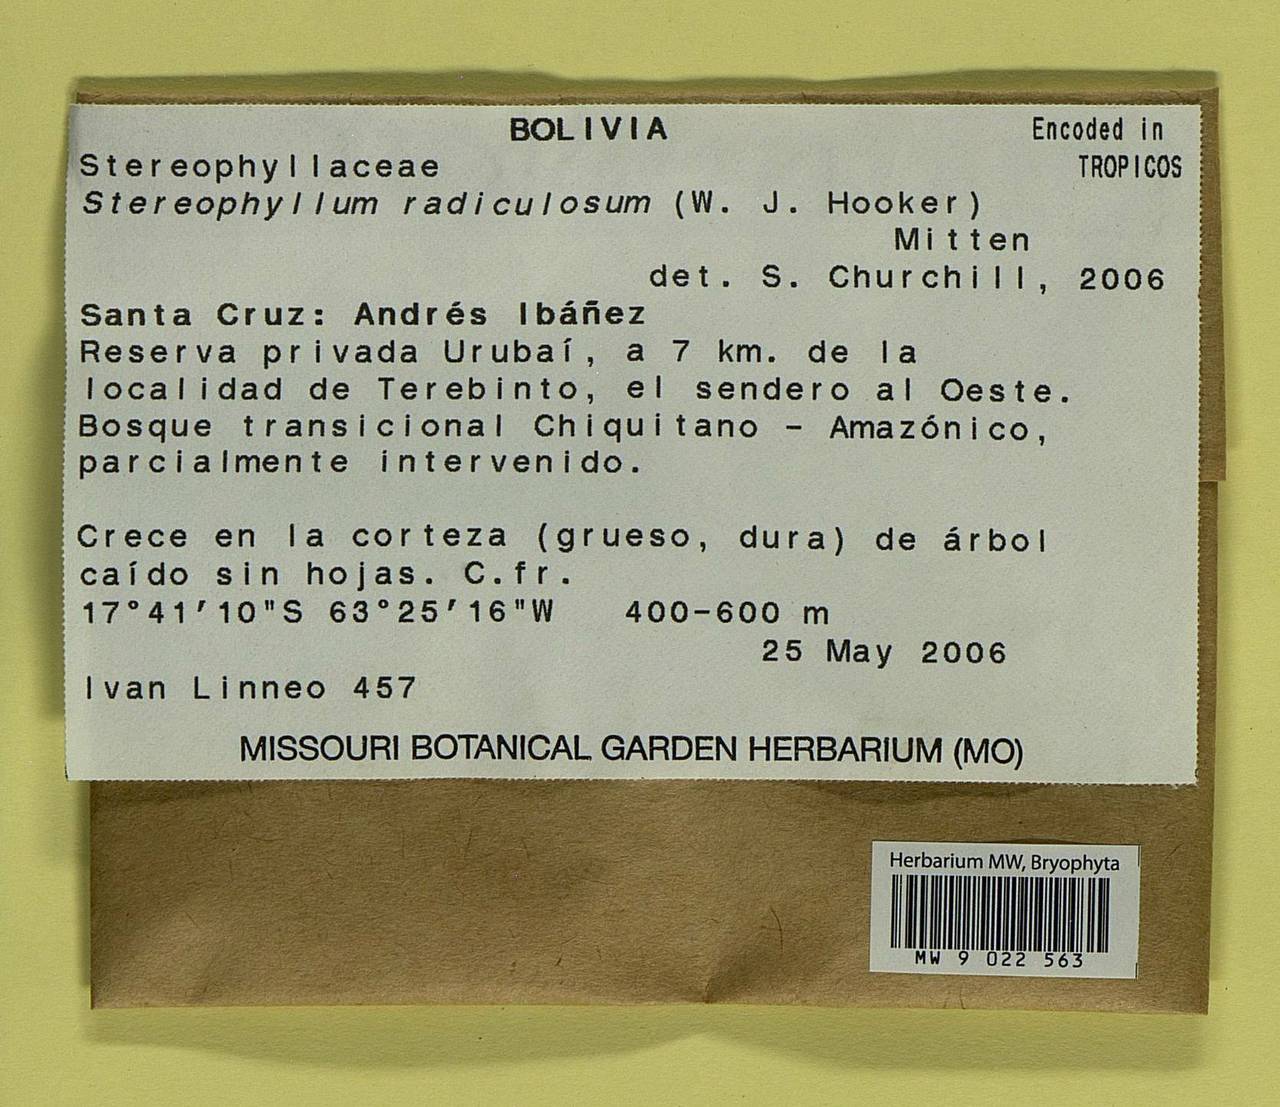 BOLIVIA
Encoded in
TROPICOS
Stereophyllaceae
Stereophyllum radiculosum (W. J. Hooker)
Mitten
det. S. Churchill, 2006
Santa Cruz: Andrés Ibáñez
Reserva privada Urubaí, a 7 km. de la
localidad de Terebinto, el sendero al Oeste.
Bosque transicional Chiquitano - Amazónico,
parcialmente intervenido.
Crece en la corteza (grueso, dura) de árbol
caído sin hojas. C.fr.
17°41'10"S 63°25'16"W 400-600 m
25 May 2006
Ivan Linneo 457
MISSOURI BOTANICAL GARDEN HERBARIUM (MO)
Herbarium MW, Bryophyta
MW 9 022 563